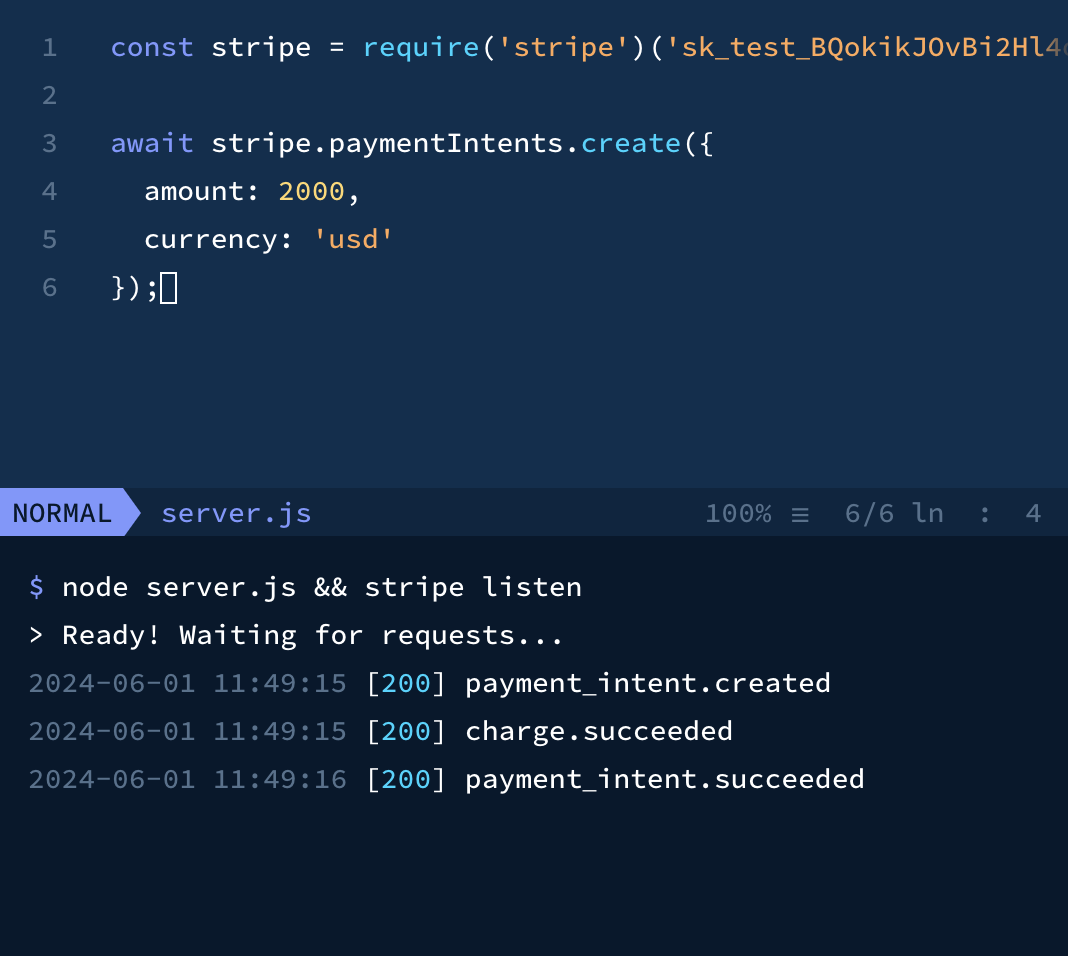 1 const stripe = require('stripe')('sk_test_BQokikJOvBi2Hl4
2
3 await stripe.paymentIntents.create({
4 amount: 2000,
5 currency: 'usd'
6 });
NORMAL server.js 100% ≡ 6/6 ln : 4
$ node server.js && stripe listen
> Ready! Waiting for requests...
2024-06-01 11:49:15 [200] payment_intent.created
2024-06-01 11:49:15 [200] charge.succeeded
2024-06-01 11:49:16 [200] payment_intent.succeeded